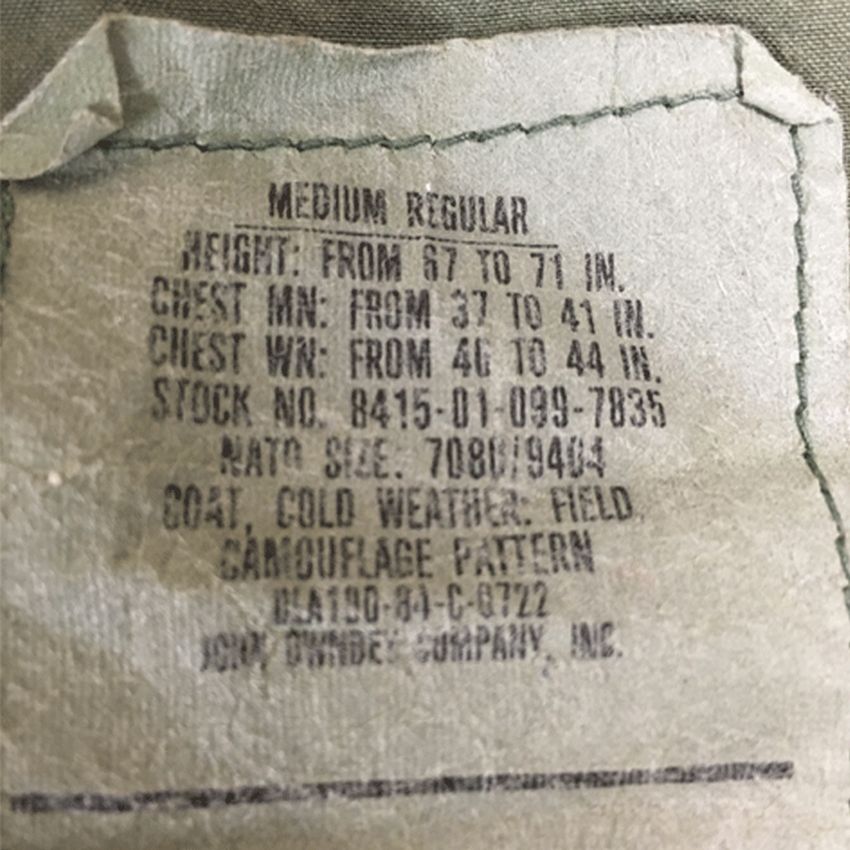 MEDIUM REGULAR
HEIGHT: FROM 67 TO 71 IN.
CHEST MN: FROM 37 TO 41 IN.
CHEST WN: FROM 40 TO 44 IN.
STOCK NO. 8415-01-099-7835
NATO SIZE: 7080/9404
COAT, COLD WEATHER: FIELD
CAMOUFLAGE PATTERN
DLA100-84-C-0722
JOHN OWNBEY COMPANY, INC.